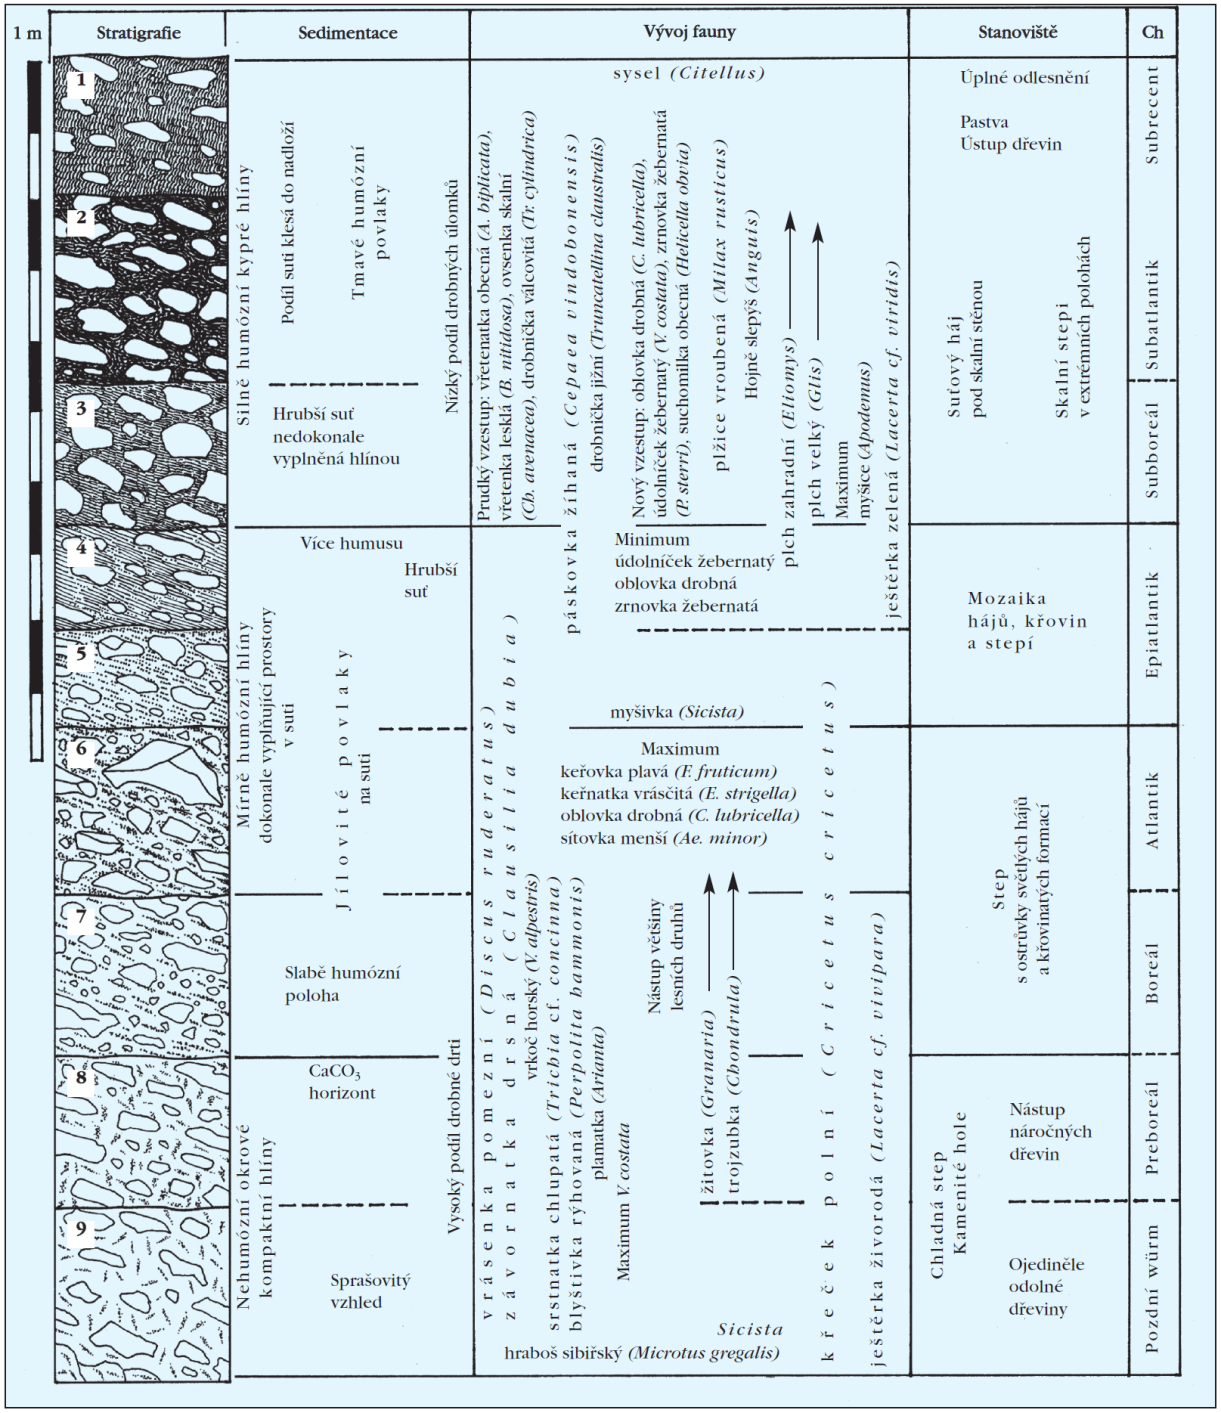 1 m
Stratigrafie
Sedimentace
Vývoj fauny
Stanoviště
Ch
1
2
3
4
5
6
7
8
9
Silně humózní kypré hlíny
Podíl suti klesá do nadloží
Tmavé humózní
povlaky
Nízký podíl drobných úlomků
Hrubší suť
nedokonale
vyplněná hlínou
Více humusu
Hrubší
suť
Mírně humózní hlíny
dokonale vyplňující prostory
v suti
Jílovité povlaky
na suti
Slabě humózní
poloha
CaCO3
horizont
Nehumózní okrové
kompaktní hlíny
Vysoký podíl drobné drti
Sprašovitý
vzhled
sysel (Citellus)
Prudký vzestup: vřetenatka obecná (A. biplicata),
vřetenka lesklá (B. nitidosa), ovsenka skalní
(Ch. avenacea), drobnička válcovitá (Tr. cylindrica)
páskovka žíhaná (Cepaea vindobonensis)
drobnička jižní (Truncatellina claustralis)
Nový vzestup: oblovka drobná (C. lubricella),
údolníček žebernatý (V. costata), zrnovka žebernatá
(P. sterri), suchomilka obecná (Helicella obvia)
plžice vroubená (Milax rusticus)
Hojně slepýš (Anguis)
plch zahradní (Eliomys)
plch velký (Glis)
Maximum
myšice (Apodemus)
ještěrka zelená (Lacerta cf. viridis)
Minimum
údolníček žebernatý
oblovka drobná
zrnovka žebernatá
myšivka (Sicista)
Maximum
keřovka plavá (F. fruticum)
keřnatka vrásčitá (E. strigella)
oblovka drobná (C. lubricella)
sítovka menší (Ae. minor)
vrásenka pomezní (Discus ruderatus)
závornatka drsná (Clausilia dubia)
vrkoč horský (V. alpestris)
srstnatka chlupatá (Trichia cf. concinna)
blyštivka rýhovaná (Perpolita hammonis)
plamatka (Arianta)
Maximum V. costata
Nástup většiny
lesních druhů
žitovka (Granaria)
trojzubka (Chondrula)
křeček polní (Cricetus cricetus)
ještěrka živorodá (Lacerta cf. vivipara)
Sicista
hraboš sibiřský (Microtus gregalis)
Úplné odlesnění
Pastva
Ústup dřevin
Suťový háj
pod skalní stěnou
Skalní stepi
v extrémních polohách
Mozaika
hájů, křovin
a stepí
Step
s ostrůvky světlých hájů
a křovinatých formací
Chladná step
Kamenité hole
Nástup
náročných
dřevin
Ojediněle
odolné
dřeviny
Subrecent
Subatlantik
Subboreál
Epiatlantik
Atlantik
Boreál
Preboreál
Pozdní würm